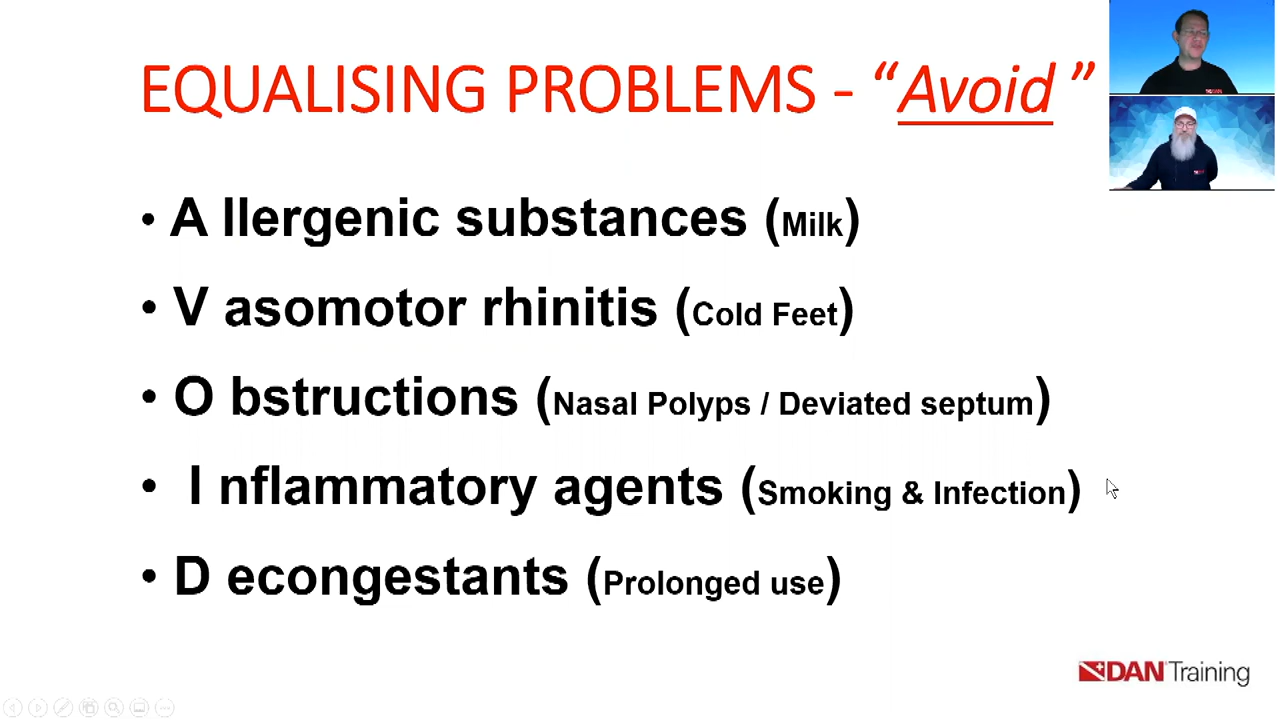 EQUALISING PROBLEMS - “Avoid ”
• A llergenic substances (Milk)
• V asomotor rhinitis (Cold Feet)
• O bstructions (Nasal Polyps / Deviated septum)
• I nflammatory agents (Smoking & Infection)
• D econgestants (Prolonged use)
DAN Training